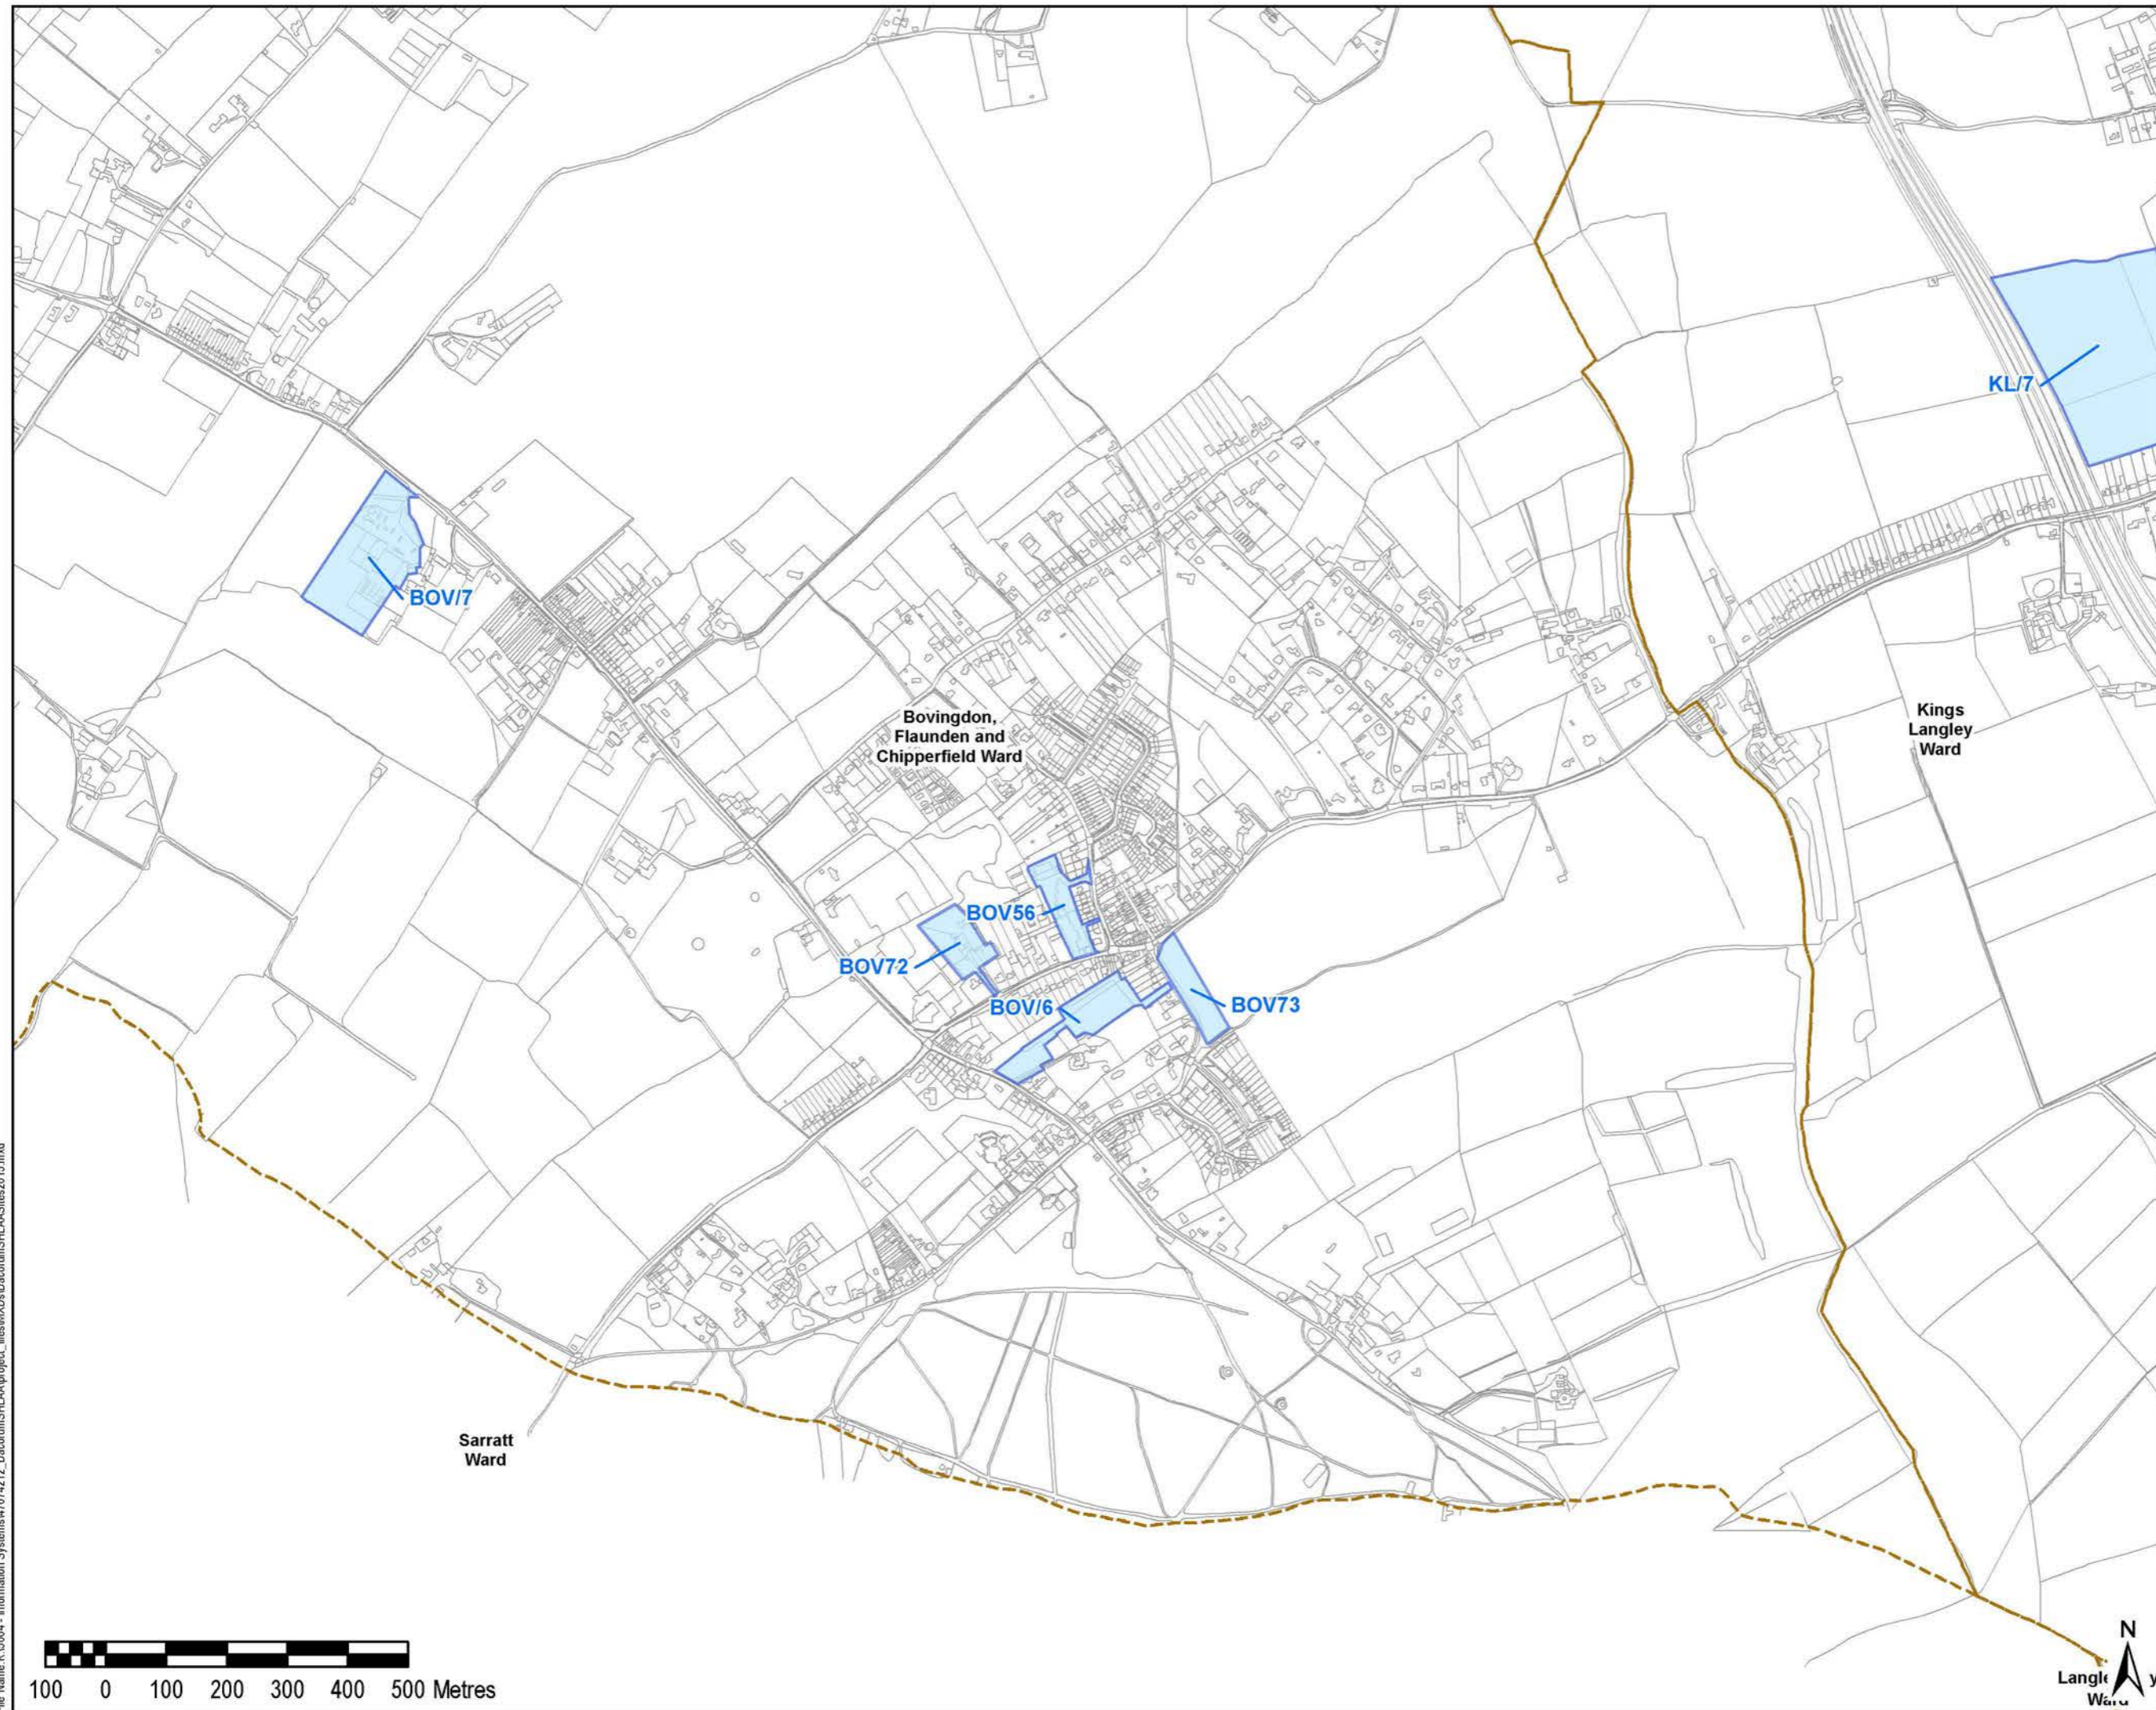 KL/7
BOV/7
Bovingdon,
Flaunden and
Chipperfield Ward
Kings
Langley
Ward
BOV56
BOV72
BOV/6
BOV73
Sarratt
Ward
100 0 100 200 300 400 500 Metres
N